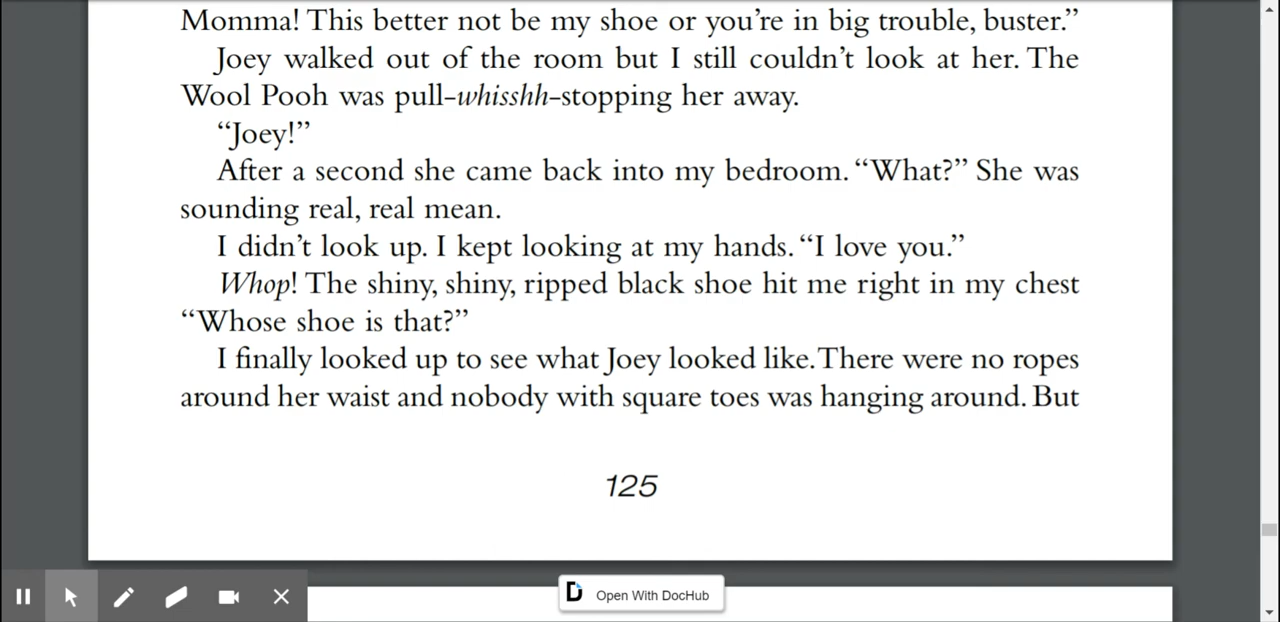 Momma! This better not be my shoe or you’re in big trouble, buster.”
Joey walked out of the room but I still couldn’t look at her. The
Wool Pooh was pull-whisshh-stopping her away.
“Joey!”
After a second she came back into my bedroom. “What?” She was
sounding real, real mean.
I didn’t look up. I kept looking at my hands. “I love you.”
Whop! The shiny, shiny, ripped black shoe hit me right in my chest
“Whose shoe is that?”
I finally looked up to see what Joey looked like. There were no ropes
around her waist and nobody with square toes was hanging around. But
125
Open With DocHub